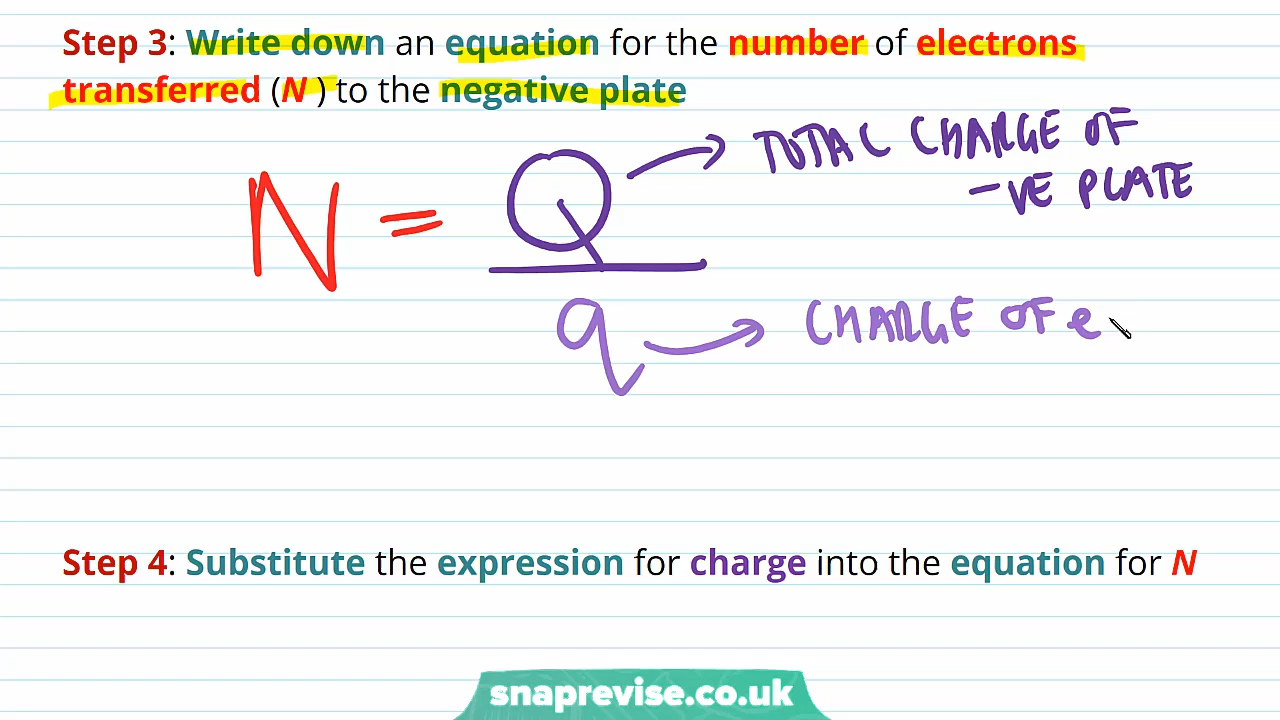 Step 3: Write down an equation for the number of electrons
transferred (N ) to the negative plate
N = Q → TOTAL CHARGE OF
-VE PLATE
q → CHARGE OF e
Step 4: Substitute the expression for charge into the equation for N
snaprevise.co.uk